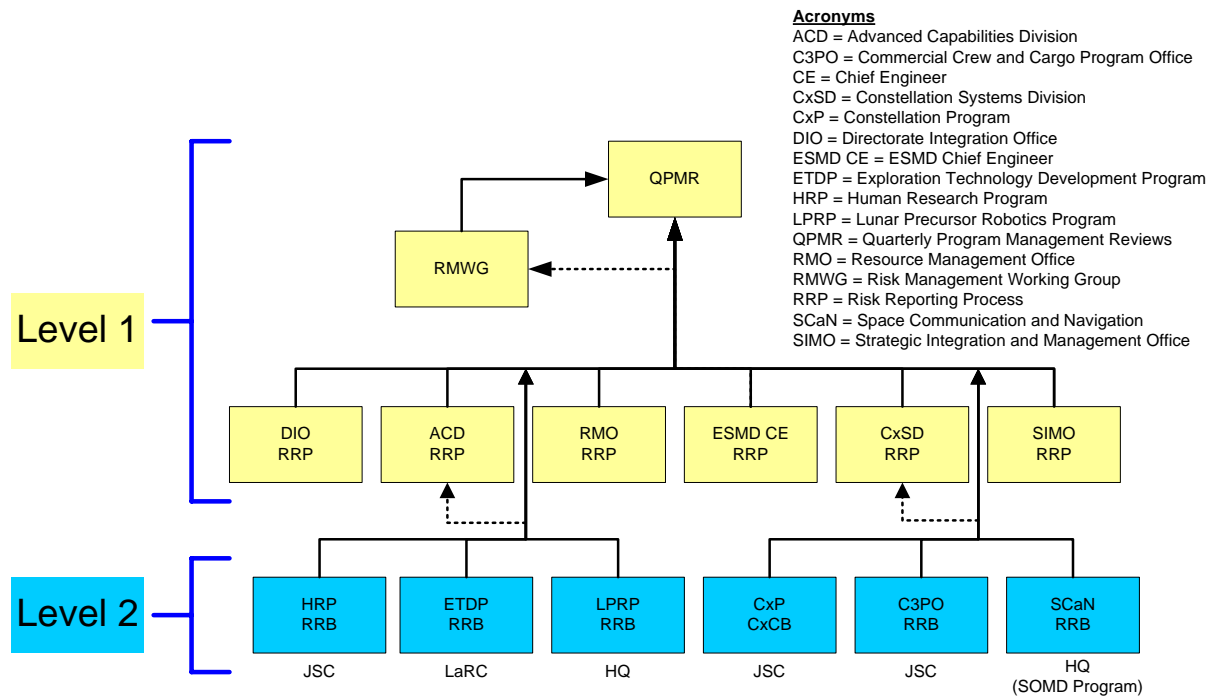 Acronyms
ACD = Advanced Capabilities Division
C3PO = Commercial Crew and Cargo Program Office
CE = Chief Engineer
CxSD = Constellation Systems Division
CxP = Constellation Program
DIO = Directorate Integration Office
ESMD CE = ESMD Chief Engineer
ETDP = Exploration Technology Development Program
HRP = Human Research Program
LPRP = Lunar Precursor Robotics Program
QPMR = Quarterly Program Management Reviews
RMO = Resource Management Office
RMWG = Risk Management Working Group
RRP = Risk Reporting Process
SCaN = Space Communication and Navigation
SIMO = Strategic Integration and Management Office
QPMR
RMWG
Level 1
DIO
RRP
ACD
RRP
RMO
RRP
ESMD CE
RRP
CxSD
RRP
SIMO
RRP
Level 2
HRP
RRB
ETDP
RRB
LPRP
RRB
CxP
CxCB
C3PO
RRB
SCaN
RRB
JSC
LaRC
HQ
JSC
JSC
HQ
(SOMD Program)